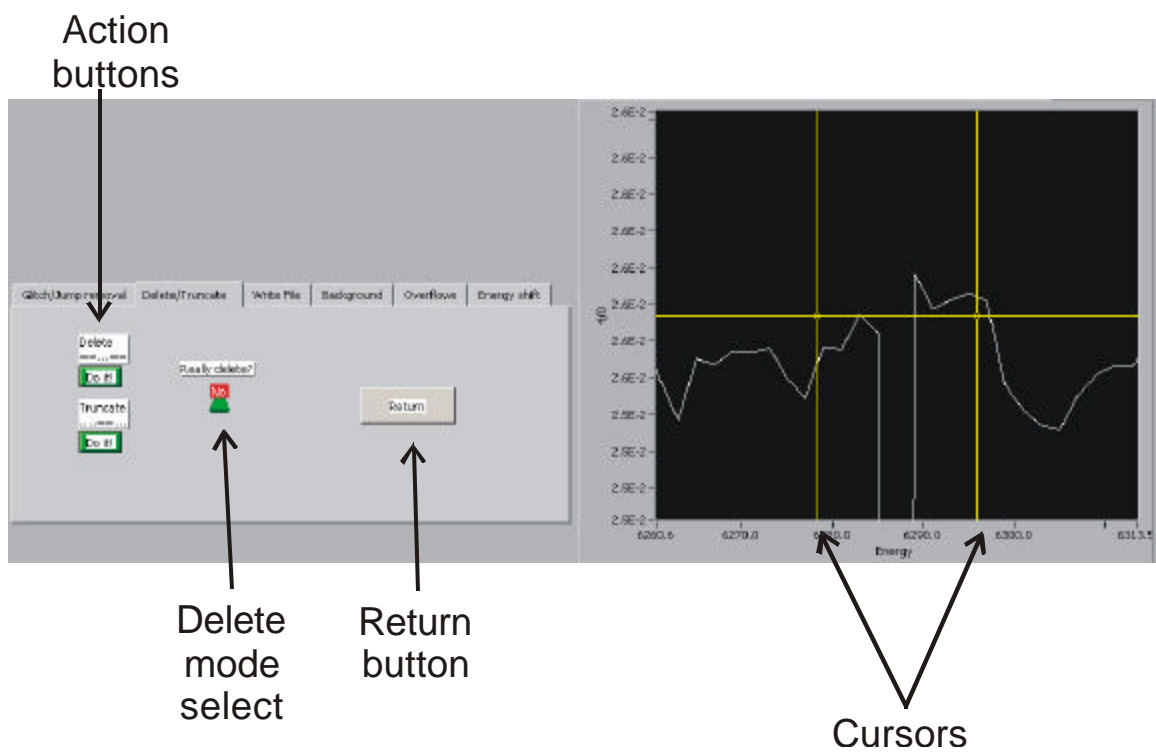 Action
buttons
Glitch/Jump removal Delete/Truncate Write File Background Overflows Energy shift
Delete
==...==
Do it!
Truncate
...==...
Do it!
Really delete?
No
Return
2.6E-2
2.6E-2
2.6E-2
2.6E-2
2.6E-2
2.6E-2
2.6E-2
2.6E-2
2.5E-2
2.5E-2
2.5E-2
2.5E-2
6260.6 6270.0 6290.0 6300.0 6313.5
Energy
Delete
mode
select
Return
button
Cursors